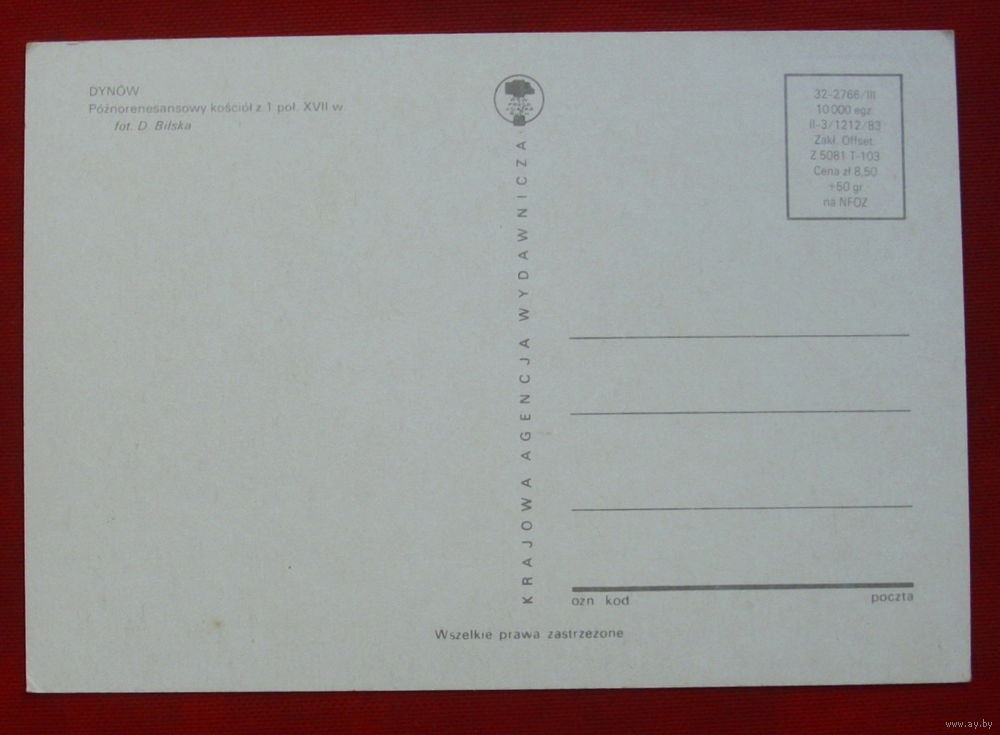 DYNÓW
Późnorenesansowy kościół z 1 poł. XVII w.
fot. D. Bilska
KRAJOWA AGENCJA WYDAWNICZA
32-2766/III
10 000 egz.
II-3/1212/83
Zakł. Offset.
Z 5081 T-103
Cena zł 8,50
+50 gr
na NFOZ
ozn kod
poczta
Wszelkie prawa zastrzeżone
www.ay.by